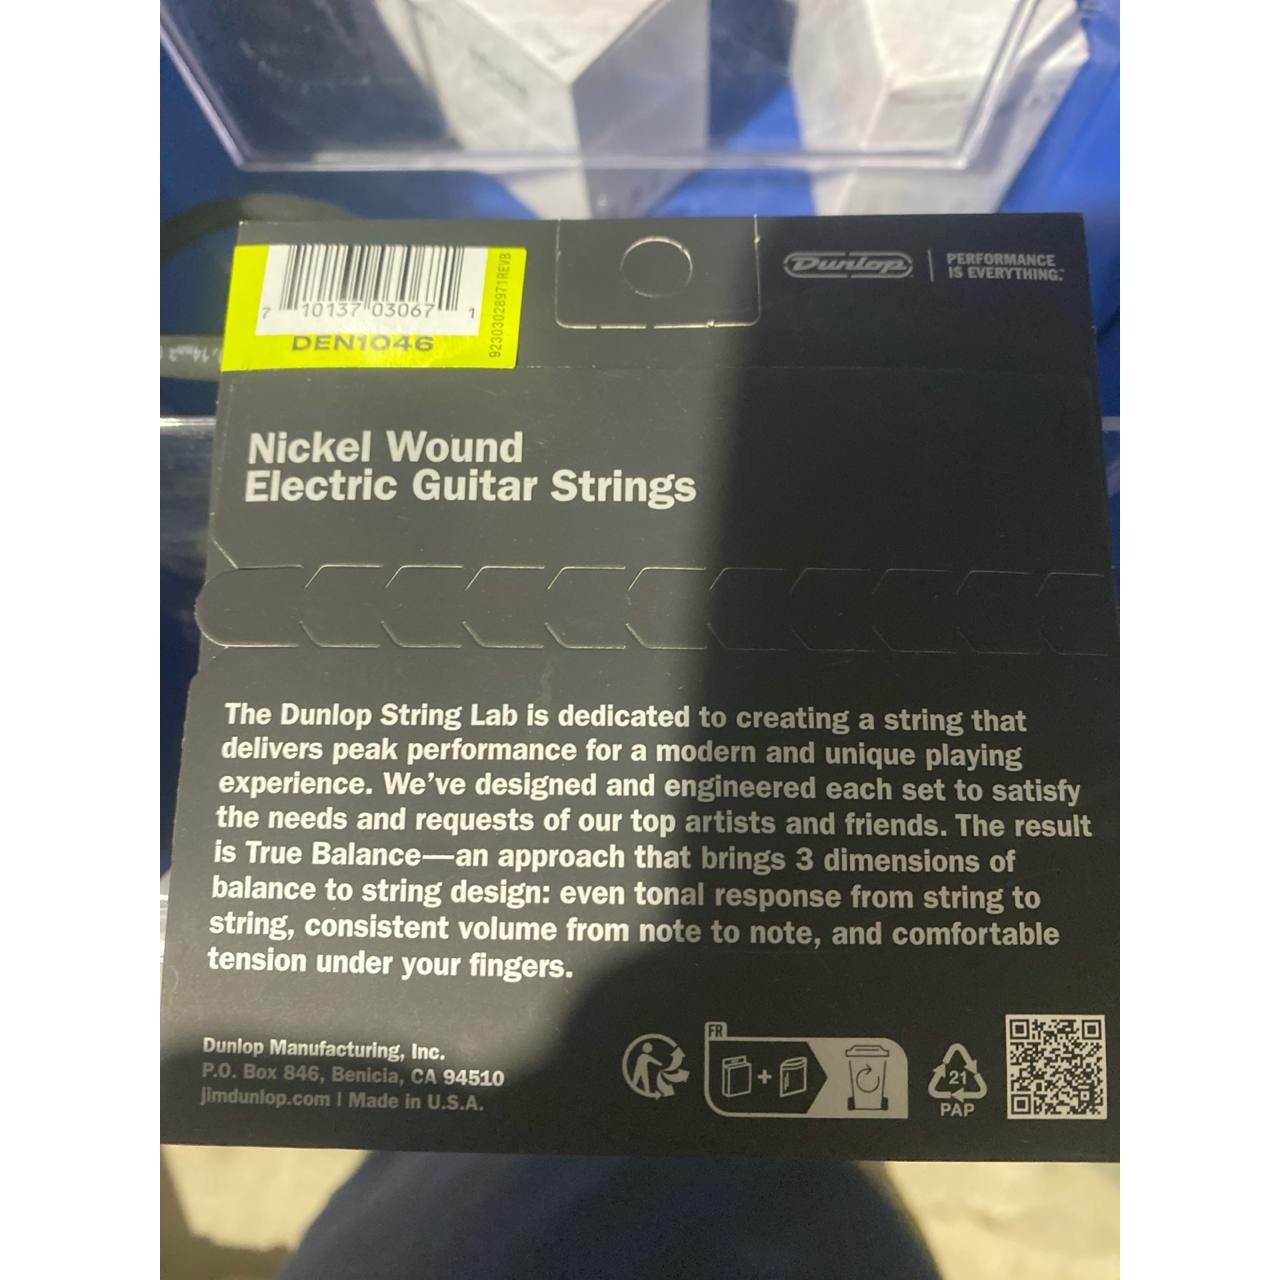 7 10137 03067 1
DEN1046
92303028971REVB
Dunlop
PERFORMANCE
IS EVERYTHING.
Nickel Wound
Electric Guitar Strings
The Dunlop String Lab is dedicated to creating a string that
delivers peak performance for a modern and unique playing
experience. We've designed and engineered each set to satisfy
the needs and requests of our top artists and friends. The result
is True Balance—an approach that brings 3 dimensions of
balance to string design: even tonal response from string to
string, consistent volume from note to note, and comfortable
tension under your fingers.
Dunlop Manufacturing, Inc.
P.O. Box 846, Benicia, CA 94510
jimdunlop.com I Made in U.S.A.
FR
+
21
PAP